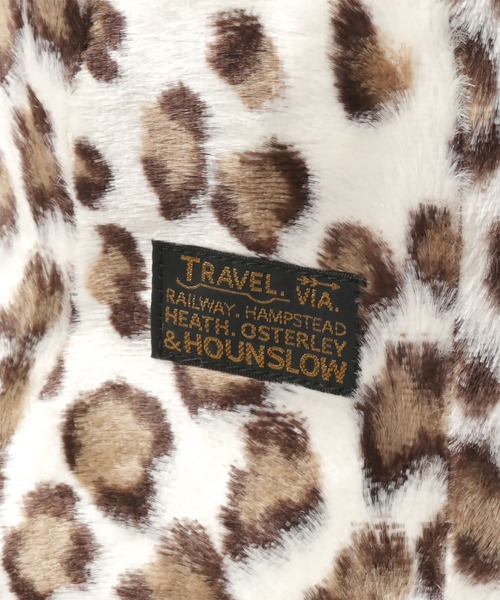 TRAVEL. VIA.
RAILWAY. HAMPSTEAD
HEATH. OSTERLEY
& HOUNSLOW